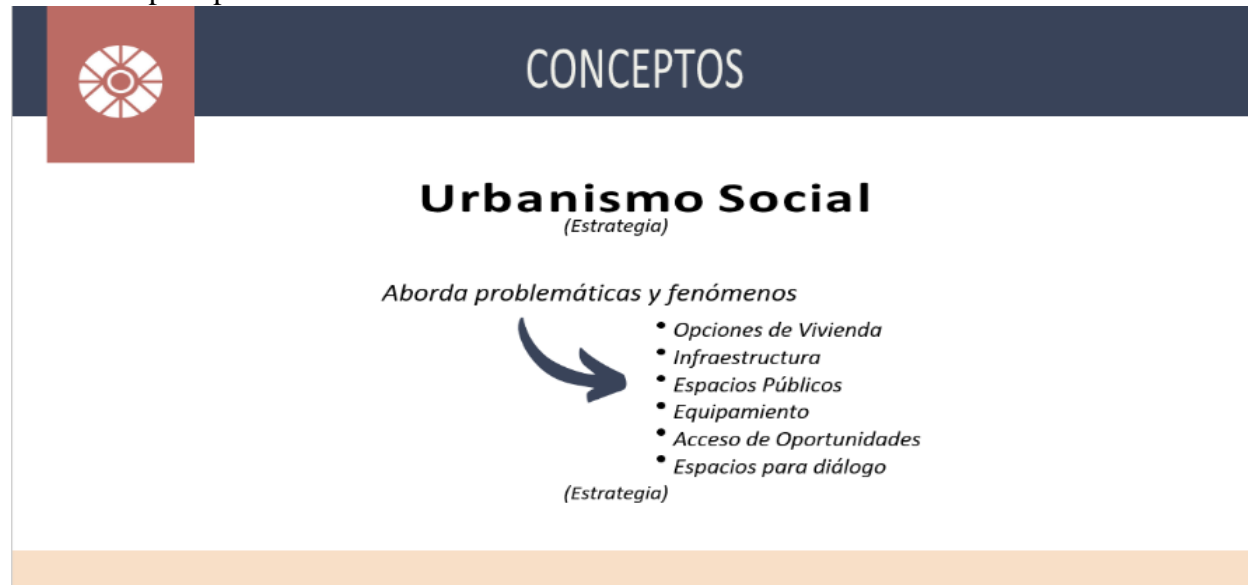 CONCEPTOS
Urbanismo Social
(Estrategia)
Aborda problemáticas y fenómenos
• Opciones de Vivienda
• Infraestructura
• Espacios Públicos
• Equipamiento
• Acceso de Oportunidades
• Espacios para diálogo
(Estrategia)